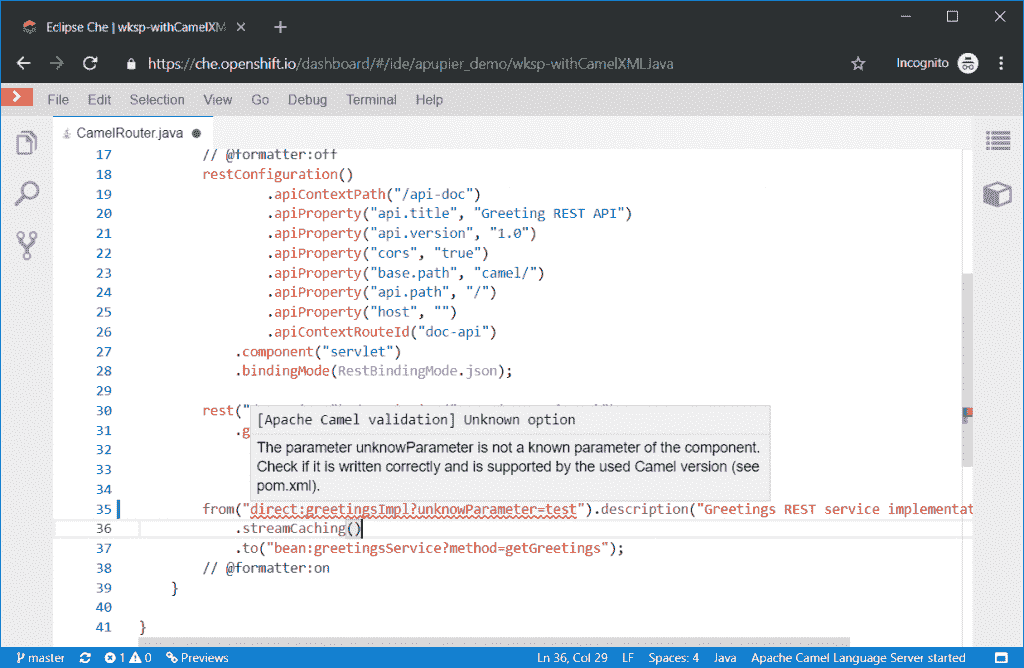 Eclipse Che | wksp-withCamelXM
https://che.openshift.io/dashboard/#/ide/apupier_demo/wksp-withCamelXMLJava
Incognito
File Edit Selection View Go Debug Terminal Help
CamelRouter.java
17 // @formatter:off
18 restConfiguration()
19 .apiContextPath("/api-doc")
20 .apiProperty("api.title", "Greeting REST API")
21 .apiProperty("api.version", "1.0")
22 .apiProperty("cors", "true")
23 .apiProperty("base.path", "camel/")
24 .apiProperty("api.path", "/")
25 .apiProperty("host", "")
26 .apiContextRouteId("doc-api")
27 .component("servlet")
28 .bindingMode(RestBindingMode.json);
29
30 rest("
[Apache Camel validation] Unknown option
31 .g
The parameter unknowParameter is not a known parameter of the component.
32
Check if it is written correctly and is supported by the used Camel version (see
33
pom.xml).
34
35 from("direct:greetingsImpl?unknowParameter=test").description("Greetings REST service implementat
36 .streamCaching()
37 .to("bean:greetingsService?method=getGreetings");
38 // @formatter:on
39 }
40
41 }
master 1 0 Previews Ln 36, Col 29 LF Spaces: 4 Java Apache Camel Language Server started